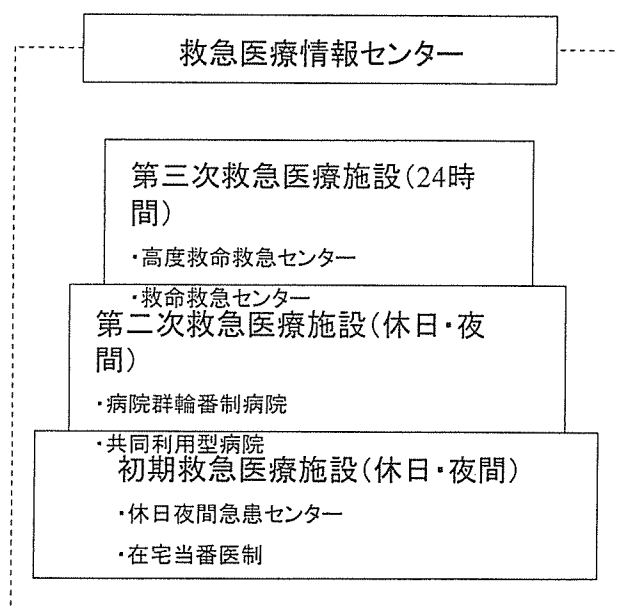 救急医療情報センター
第三次救急医療施設(24時
間)
・高度救命救急センター
・救命救急センター
第二次救急医療施設(休日・夜
間)
・病院群輪番制病院
・共同利用型病院
初期救急医療施設(休日・夜間)
・休日夜間急患センター
・在宅当番医制